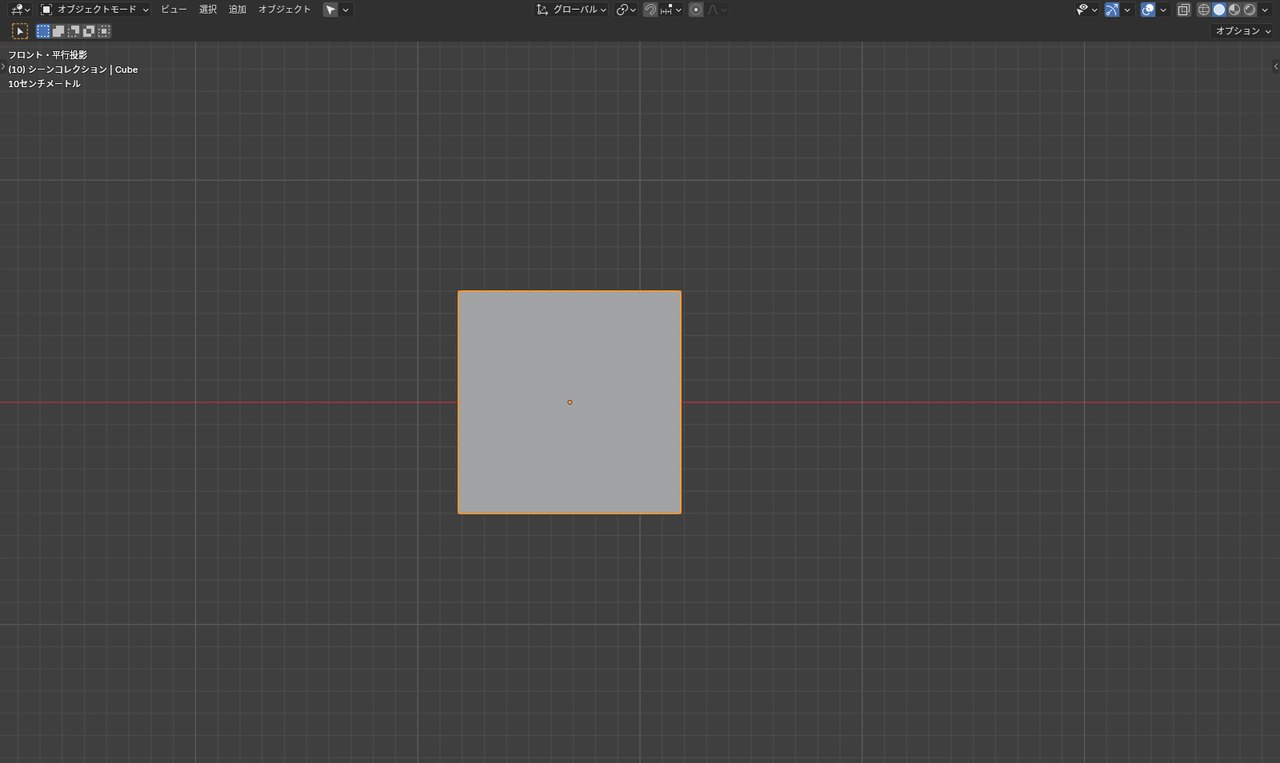 オブジェクトモード ビュー 選択 追加 オブジェクト グローバル
オプション
フロント・平行投影
(10) シーンコレクション | Cube
10センチメートル